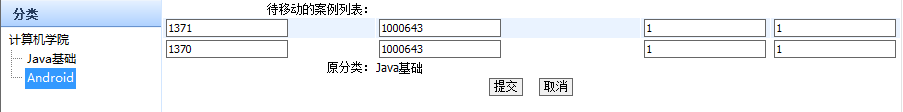 分类
计算机学院
Java基础
Android
待移动的案例列表：
1371 1000643 1 1
1370 1000643 1 1
原分类：Java基础
提交 取消